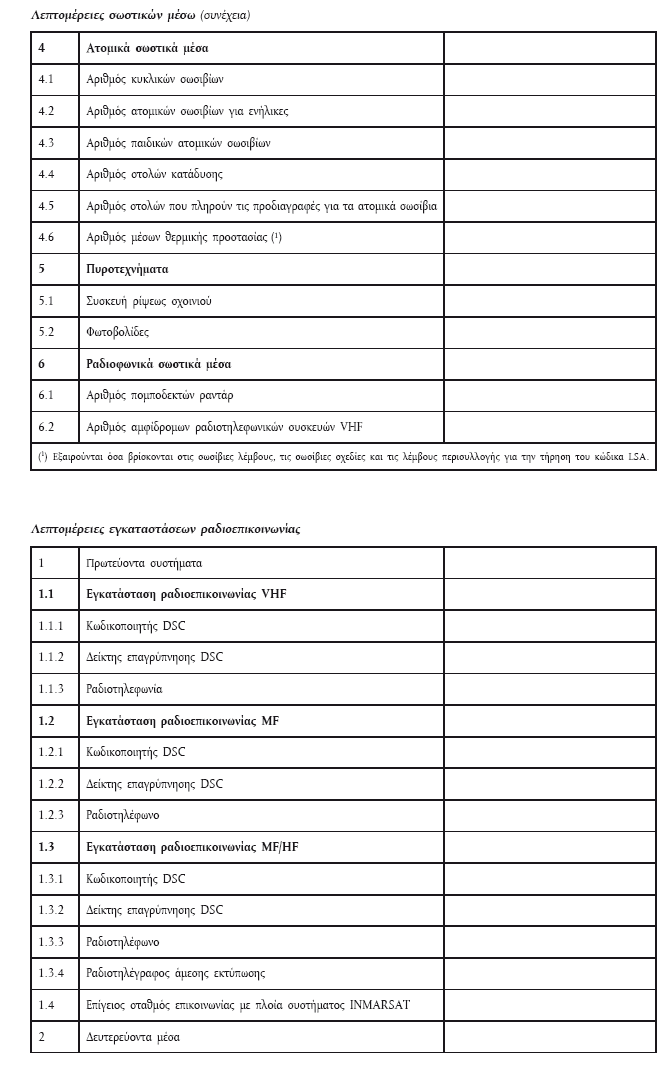 Λεπτομέρειες σωστικών μέσω (συνέχεια)
4 Ατομικά σωστικά μέσα
4.1 Αριθμός κυκλικών σωσιβίων
4.2 Αριθμός ατομικών σωσιβίων για ενήλικες
4.3 Αριθμός παιδικών ατομικών σωσιβίων
4.4 Αριθμός στολών κατάδυσης
4.5 Αριθμός στολών που πληρούν τις προδιαγραφές για τα ατομικά σωσίβια
4.6 Αριθμός μέσων θερμικής προστασίας (¹)
5 Πυροτεχνήματα
5.1 Συσκευή ρίψεως σχοινιού
5.2 Φωτοβολίδες
6 Ραδιοφωνικά σωστικά μέσα
6.1 Αριθμός πομποδεκτών ραντάρ
6.2 Αριθμός αμφίδρομων ραδιοτηλεφωνικών συσκευών VHF
(¹) Εξαιρούνται όσα βρίσκονται στις σωσίβιες λέμβους, τις σωσίβιες σχεδίες και τις λέμβους περισυλλογής για την τήρηση του κώδικα LSA.
Λεπτομέρειες εγκαταστάσεων ραδιοεπικοινωνίας
1 Πρωτεύοντα συστήματα
1.1 Εγκατάσταση ραδιοεπικοινωνίας VHF
1.1.1 Κωδικοποιητής DSC
1.1.2 Δείκτης επαγρύπνησης DSC
1.1.3 Ραδιοτηλεφωνία
1.2 Εγκατάσταση ραδιοεπικοινωνίας MF
1.2.1 Κωδικοποιητής DSC
1.2.2 Δείκτης επαγρύπνησης DSC
1.2.3 Ραδιοτηλέφωνο
1.3 Εγκατάσταση ραδιοεπικοινωνίας MF/HF
1.3.1 Κωδικοποιητής DSC
1.3.2 Δείκτης επαγρύπνησης DSC
1.3.3 Ραδιοτηλέφωνο
1.3.4 Ραδιοτηλέγραφος άμεσης εκτύπωσης
1.4 Επίγειος σταθμός επικοινωνίας με πλοία συστήματος INMARSAT
2 Δευτερεύοντα μέσα